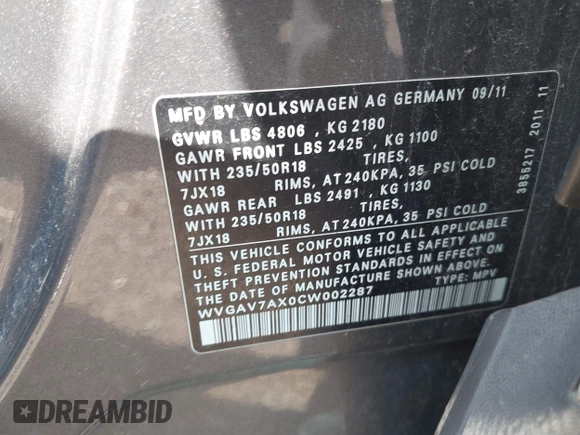 MFD BY VOLKSWAGEN AG GERMANY 09/11
GVWR LBS 4806 , KG 2180
GAWR FRONT LBS 2425 , KG 1100
WITH 235/50R18 TIRES,
7JX18 RIMS, AT 240KPA, 35 PSI COLD
GAWR REAR LBS 2491 , KG 1130
WITH 235/50R18 TIRES,
7JX18 RIMS, AT 240KPA, 35 PSI COLD
THIS VEHICLE CONFORMS TO ALL APPLICABLE
U. S. FEDERAL MOTOR VEHICLE SAFETY AND
THEFT PREVENTION STANDARDS IN EFFECT ON
THE DATE OF MANUFACTURE SHOWN ABOVE.
WVGAV7AX0CW002287 TYPE: MPV
3855217 2011 11
DREAMBID